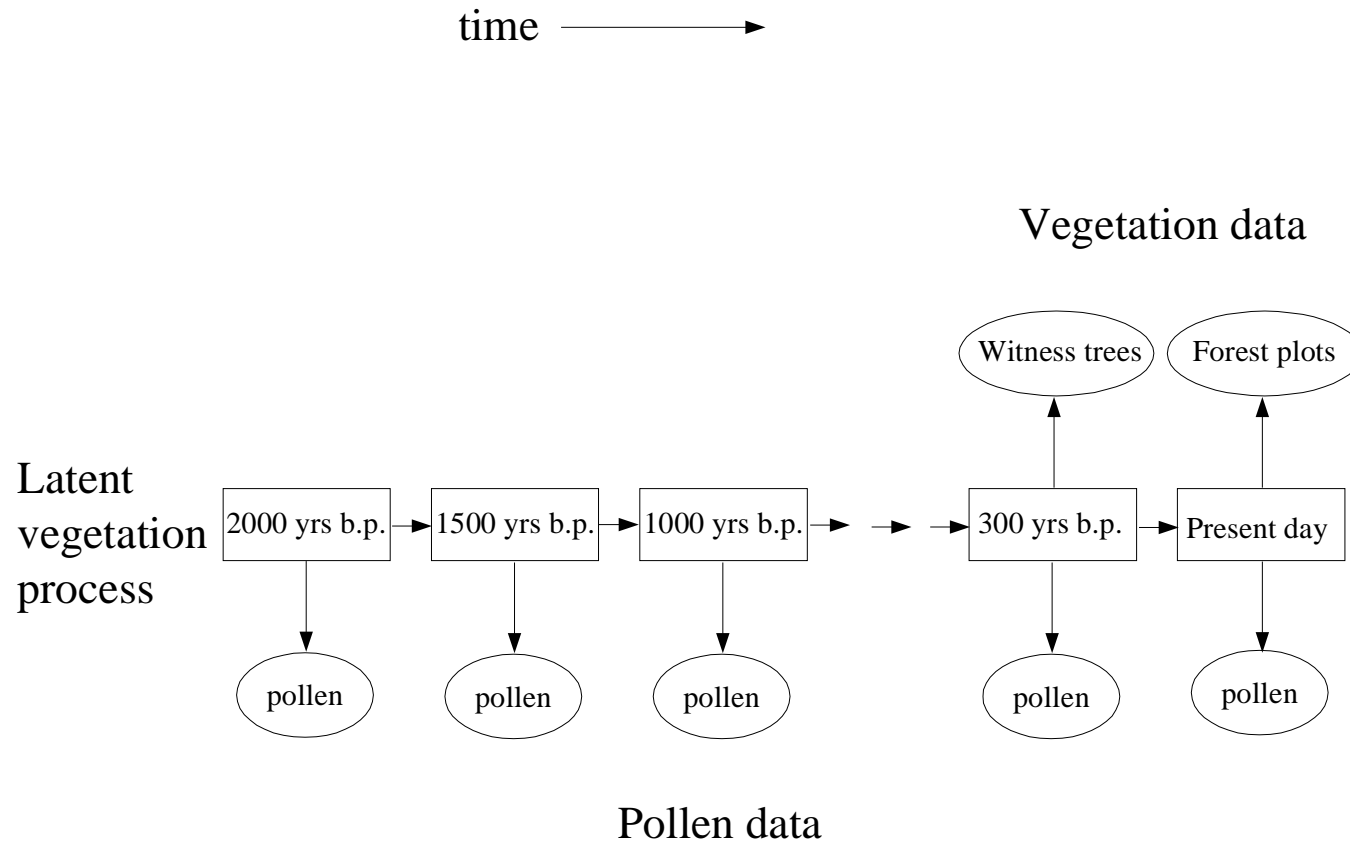 time
Vegetation data
Witness trees
Forest plots
Latent
vegetation
process
2000 yrs b.p.
1500 yrs b.p.
1000 yrs b.p.
300 yrs b.p.
Present day
pollen
pollen
pollen
pollen
pollen
Pollen data